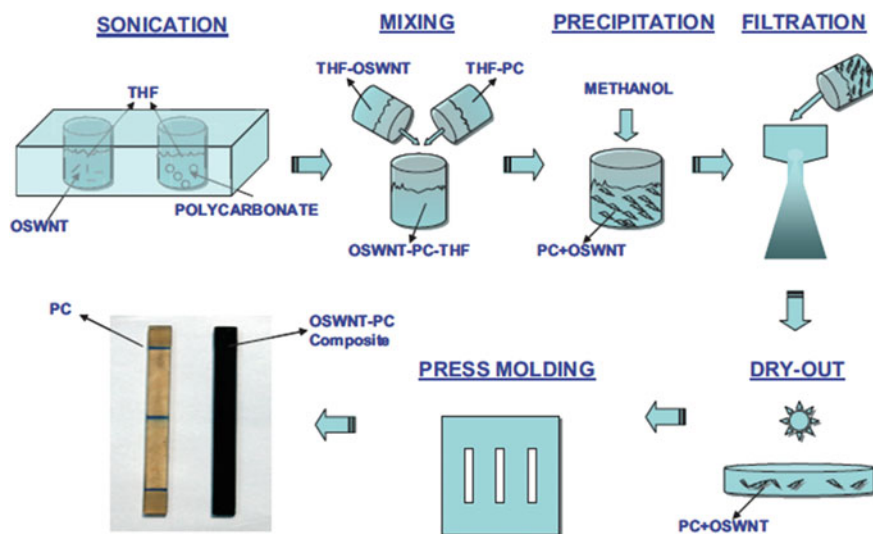 SONICATION
THF
OSWNT
POLYCARBONATE
MIXING
THF-OSWNT
THF-PC
OSWNT-PC-THF
PRECIPITATION
METHANOL
PC+OSWNT
FILTRATION
DRY-OUT
PC+OSWNT
PRESS MOLDING
PC
OSWNT-PC
Composite